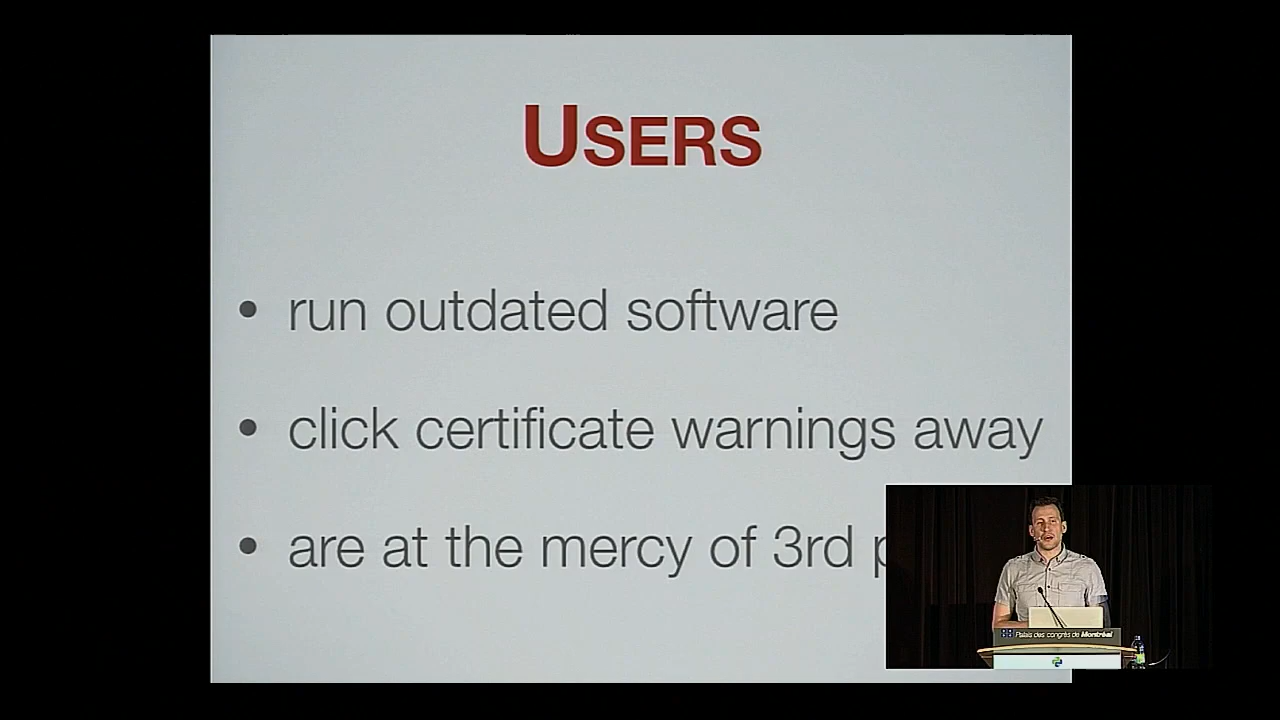 USERS
• run outdated software
• click certificate warnings away
• are at the mercy of 3rd
Palais des congrès de Montréal